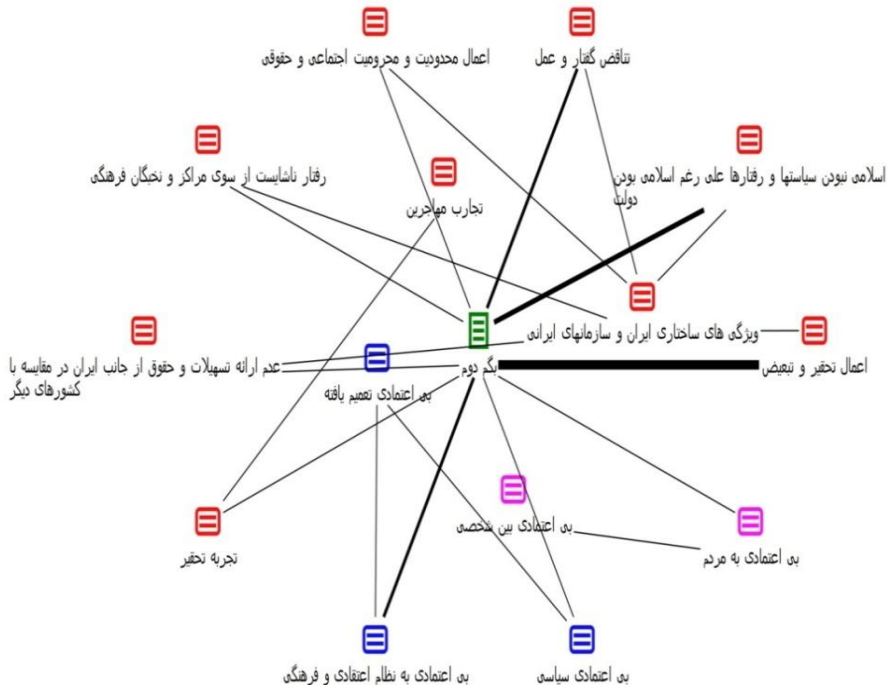 تناقض گفتار و عمل
اعمال محدودیت و محرومیت اجتماعی و حقوقی
اسلامی نبودن سیاستها و رفتارها علی رغم اسلامی بودن
دولت
رفتار ناشایست از سوی مراکز و نخبگان فرهنگی
تجارب مهاجرین
ویژگی های ساختاری ایران و سازمانهای ایرانی
اعمال تحقیر و تبعیض
بگم دوم
عدم ارائه تسهیلات و حقوق از جانب ایران در مقایسه با
کشورهای دیگر
بی اعتمادی تعمیم یافته
بی اعتمادی بین شخصی
بی اعتمادی به مردم
تجربه تحقیر
بی اعتمادی سیاسی
بی اعتمادی به نظام اعتقادی و فرهنگی